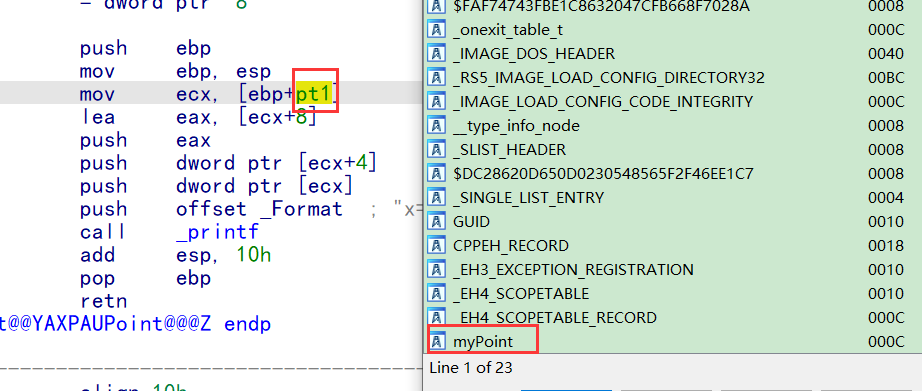 = dword ptr  8
push    ebp
mov     ebp, esp
mov     ecx, [ebp+pt1]
lea     eax, [ecx+8]
push    eax
push    dword ptr [ecx+4]
push    dword ptr [ecx]
push    offset _Format  ; "x=
call    _printf
add     esp, 10h
pop     ebp
retn
t@@YAXPAUPoint@@@Z endp
align 10h
$FAF74743FBE1C8632047CFB668F7028A 0008
_onexit_table_t 000C
_IMAGE_DOS_HEADER 0040
_RS5_IMAGE_LOAD_CONFIG_DIRECTORY32 00BC
_IMAGE_LOAD_CONFIG_CODE_INTEGRITY 000C
__type_info_node 0008
_SLIST_HEADER 0008
$DC28620D650D0230548565F2F46EE1C7 0008
_SINGLE_LIST_ENTRY 0004
GUID 0010
CPPEH_RECORD 0018
_EH3_EXCEPTION_REGISTRATION 0010
_EH4_SCOPETABLE 0010
_EH4_SCOPETABLE_RECORD 000C
myPoint 000C
Line 1 of 23